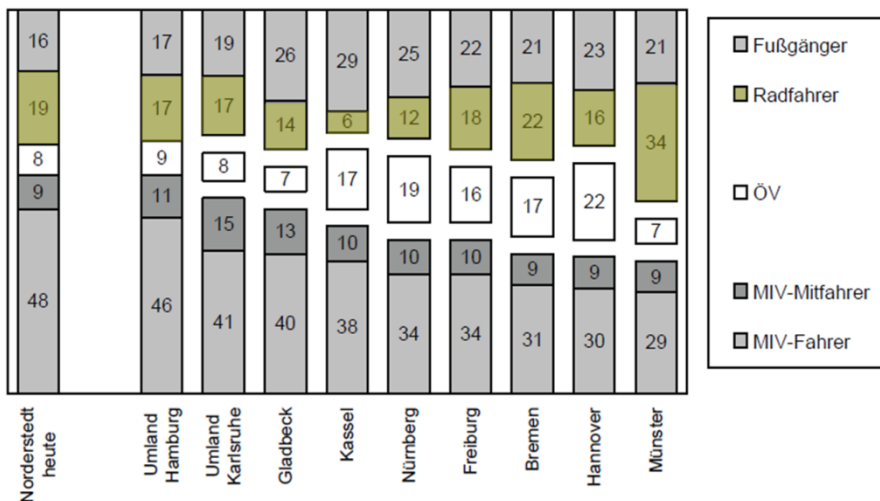 16 17 19 26 29 25 22 21 23 21 Fußgänger
19 17 17 14 6 12 18 22 16 34 Radfahrer
8 9 8 7 17 19 16 17 22 7 ÖV
9 11 15 13 10 10 10 9 9 9 MIV-Mitfahrer
48 46 41 40 38 34 34 31 30 29 MIV-Fahrer
Norderstedt
heute
Umland
Hamburg
Umland
Karlsruhe
Gladbeck
Kassel
Nürnberg
Freiburg
Bremen
Hannover
Münster